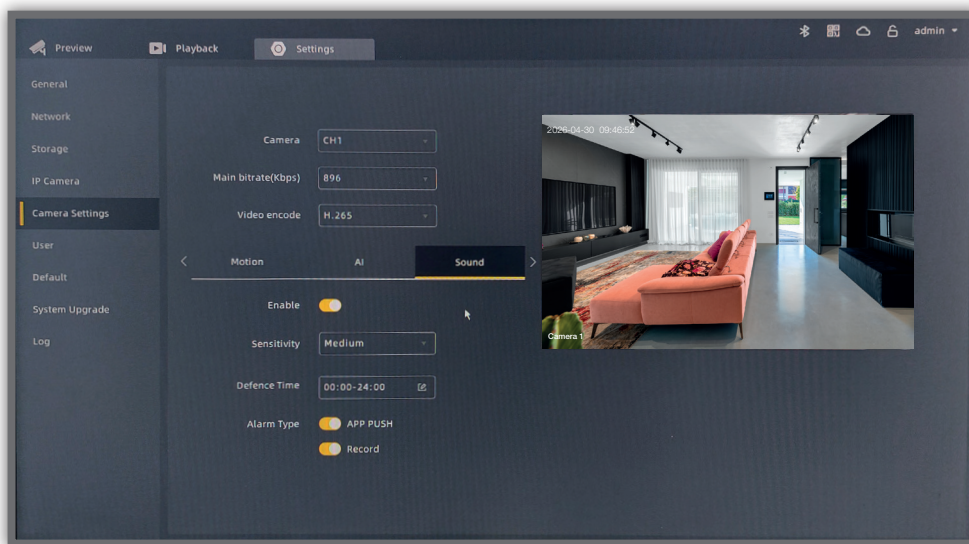 Preview Playback Settings admin
General
Network
Storage
IP Camera
Camera Settings
User
Default
System Upgrade
Log
Camera CH1
Main bitrate(Kbps) 896
Video encode H.265
< Motion AI Sound >
Enable
Sensitivity Medium
Defence Time 00:00-24:00
Alarm Type APP PUSH
Record
2026-04-30 09:46:52
Camera 1